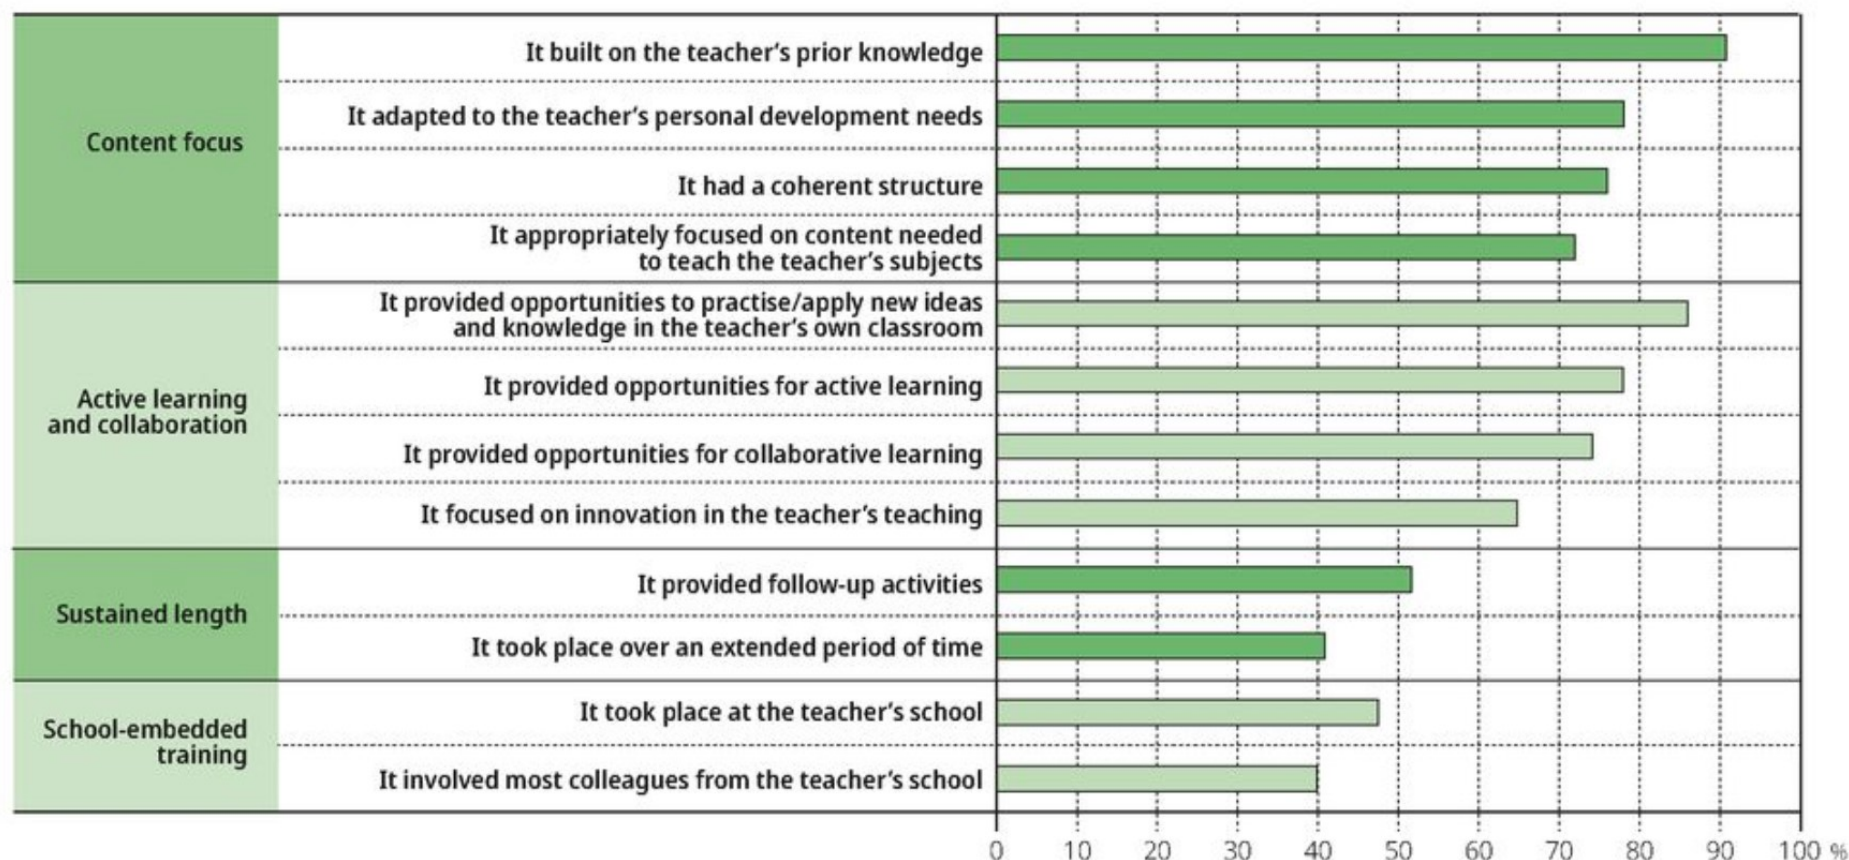 Content focus
It built on the teacher’s prior knowledge
It adapted to the teacher’s personal development needs
It had a coherent structure
It appropriately focused on content needed
to teach the teacher’s subjects
Active learning
and collaboration
It provided opportunities to practise/apply new ideas
and knowledge in the teacher’s own classroom
It provided opportunities for active learning
It provided opportunities for collaborative learning
It focused on innovation in the teacher’s teaching
Sustained length
It provided follow-up activities
It took place over an extended period of time
School-embedded
training
It took place at the teacher’s school
It involved most colleagues from the teacher’s school
0 10 20 30 40 50 60 70 80 90 100 %